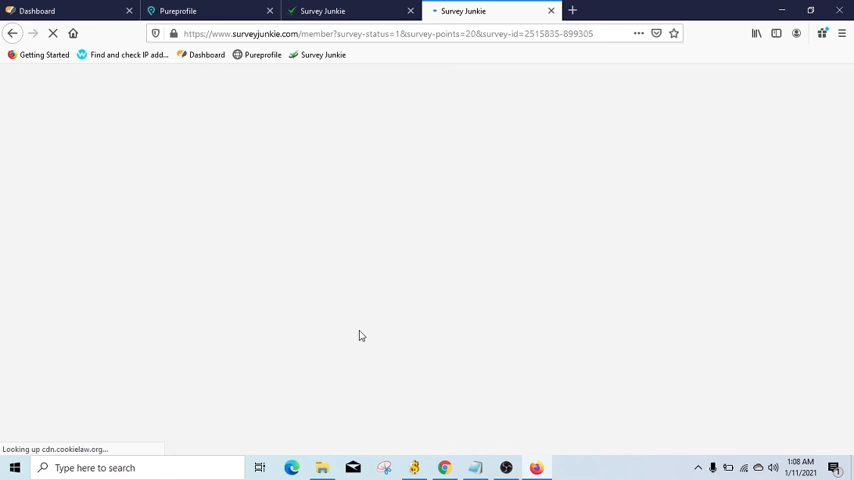 Dashboard
Pureprofile
Survey Junkie
Survey Junkie
https://www.surveyjunkie.com/member?survey-status=1&survey-points=20&survey-id=2515835-899305
Getting Started
Find and check IP add...
Dashboard
Pureprofile
Survey Junkie
Looking up cdn.cookielaw.org...
Type here to search
1:08 AM
1/11/2021
1